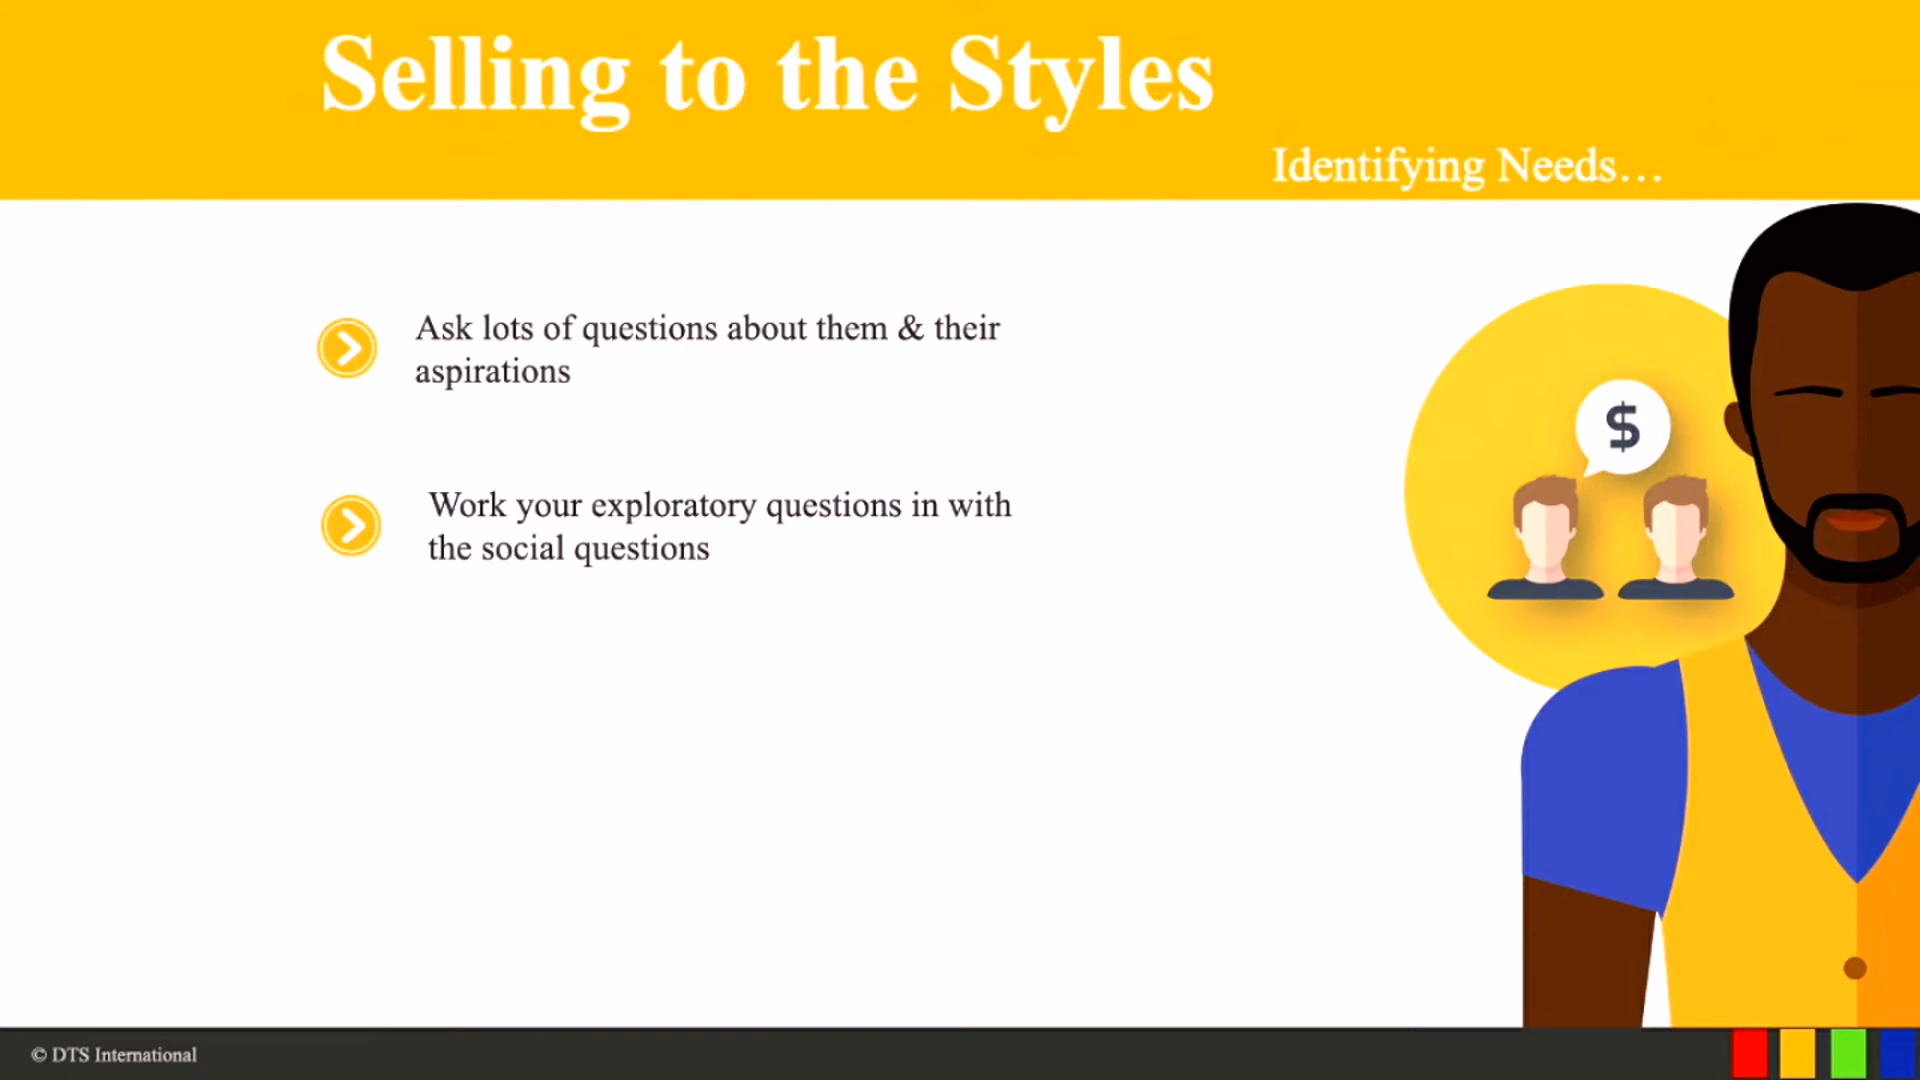 Selling to the Styles
Identifying Needs...
Ask lots of questions about them & their
aspirations
Work your exploratory questions in with
the social questions
$
© DTS International